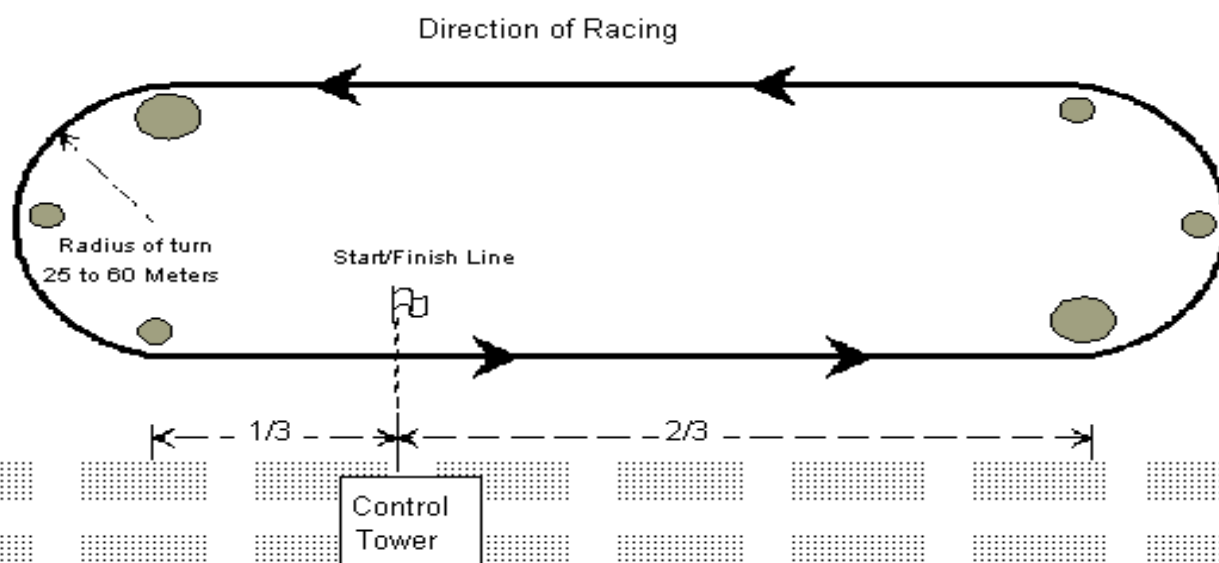 Direction of Racing
Radius of turn
25 to 60 Meters
Start/Finish Line
1/3
2/3
Control
Tower